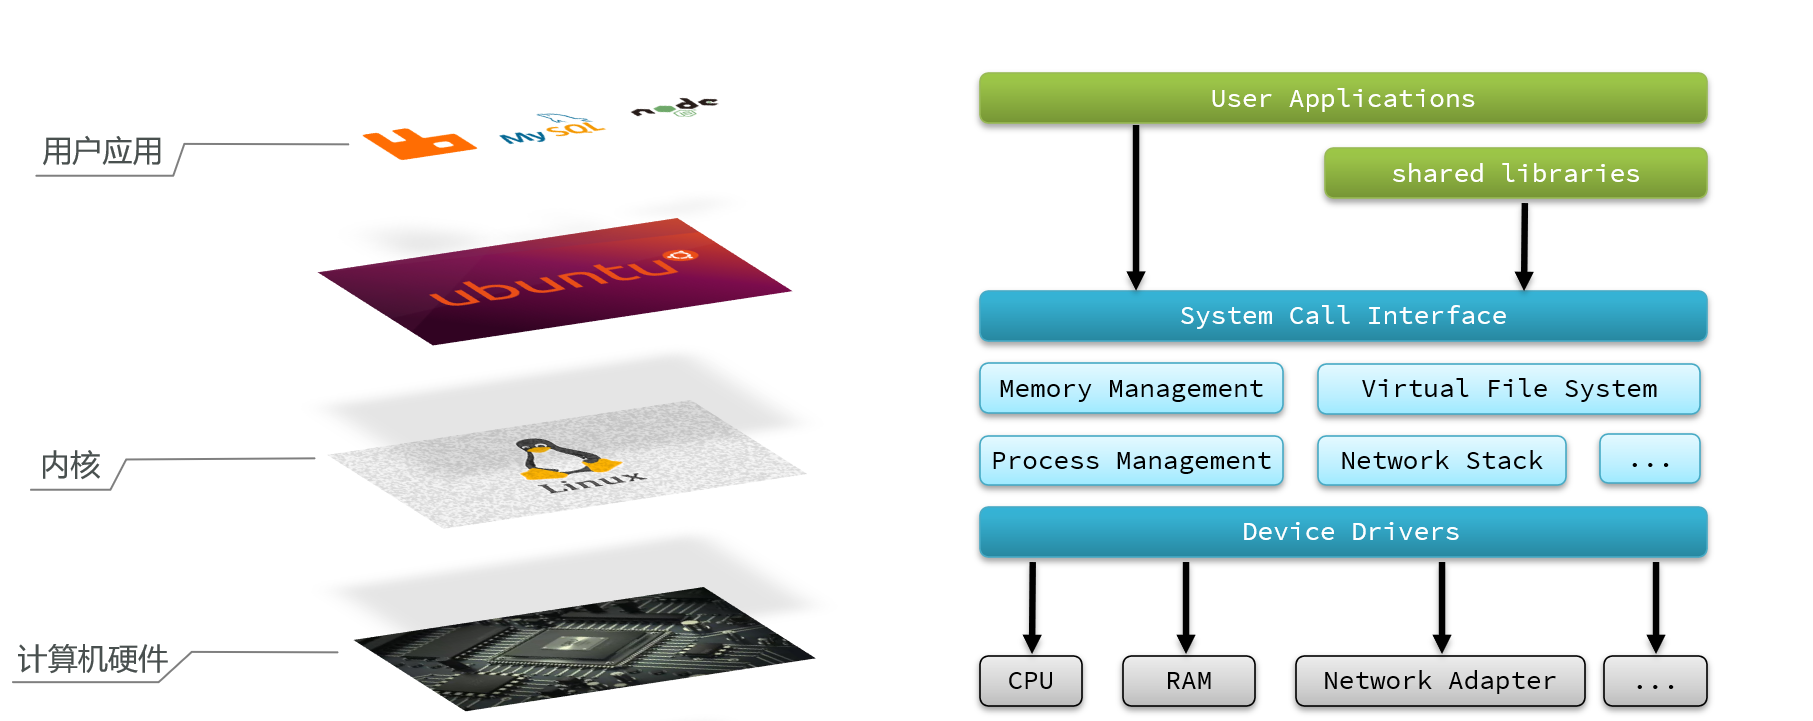 用户应用
MySQL
node
ubuntu
内核
Linux
计算机硬件
User Applications
shared libraries
System Call Interface
Memory Management
Virtual File System
Process Management
Network Stack
...
Device Drivers
CPU
RAM
Network Adapter
...